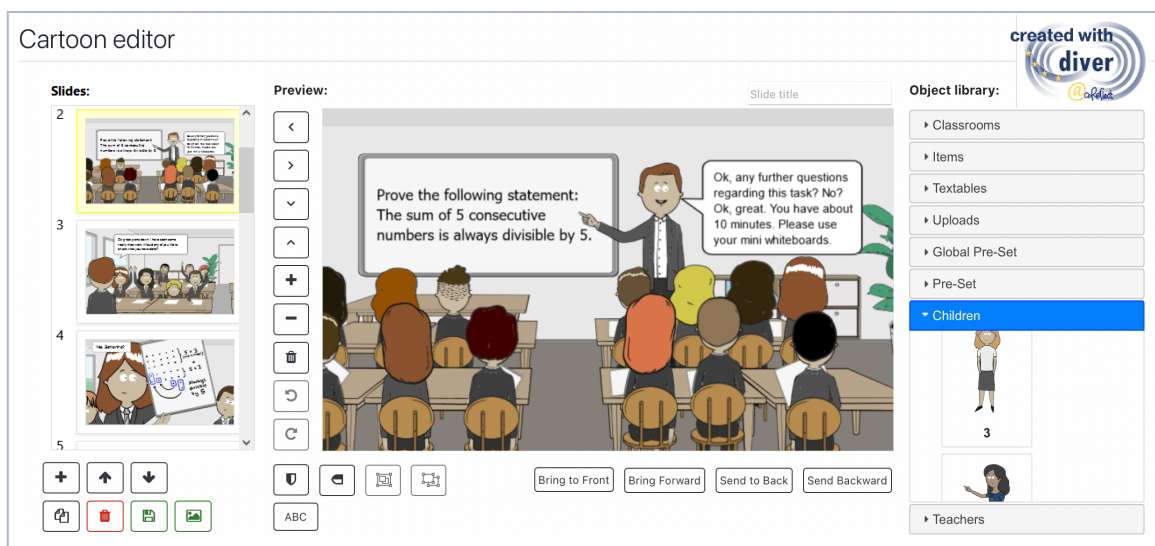 Cartoon editor
created with
diver
Slides:
Preview:
Slide title
Object library:
2
3
4
Yes, Samantha?
5
Prove the following statement:
The sum of 5 consecutive
numbers is always divisible by 5.
Ok, any further questions
regarding this task? No?
Ok, great. You have about
10 minutes. Please use
your mini whiteboards.
Classrooms
Items
Textables
Uploads
Global Pre-Set
Pre-Set
Children
3
Teachers
Bring to Front
Bring Forward
Send to Back
Send Backward
ABC